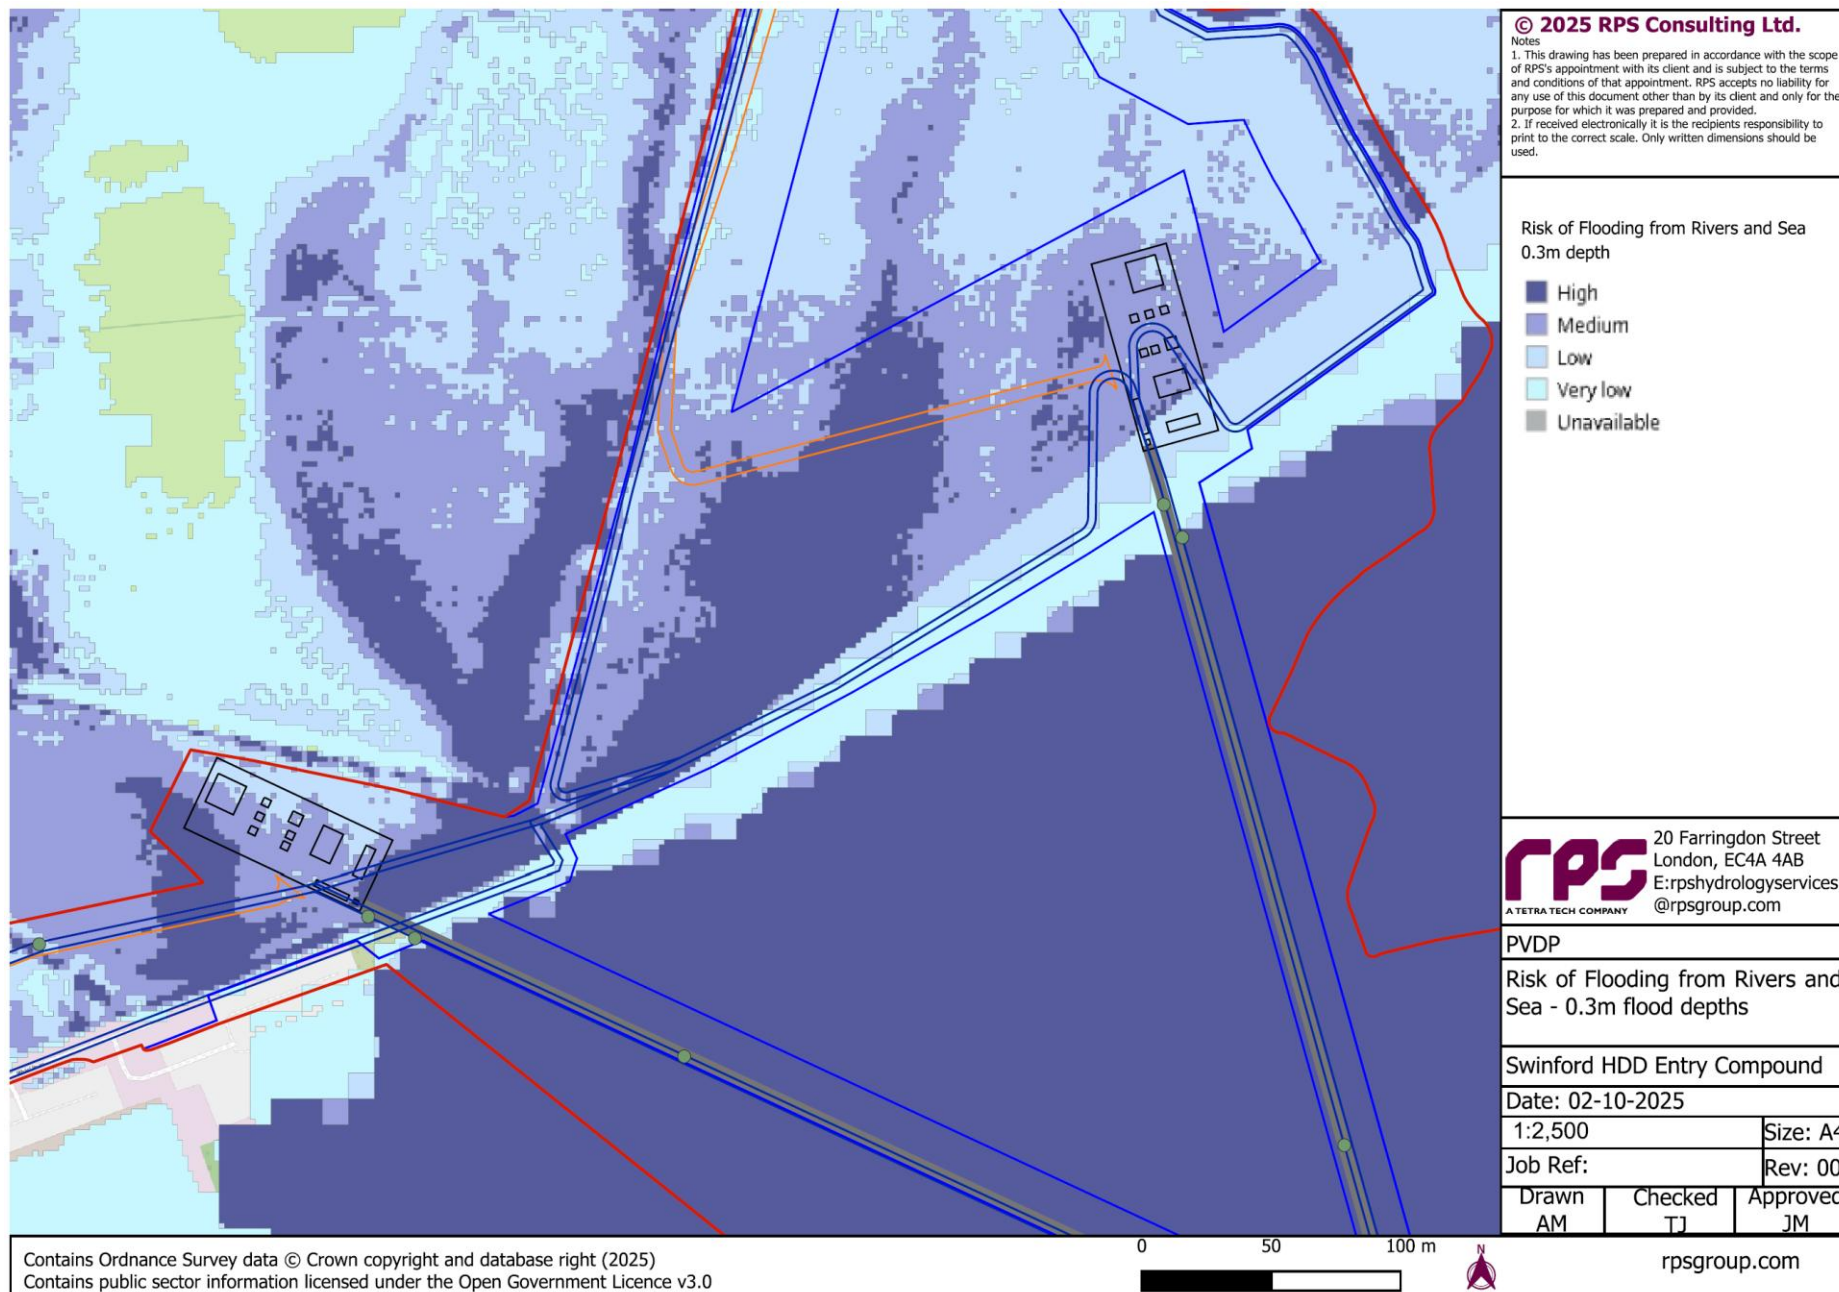 © 2025 RPS Consulting Ltd.
Notes
1. This drawing has been prepared in accordance with the scope
of RPS's appointment with its client and is subject to the terms
and conditions of that appointment. RPS accepts no liability for
any use of this document other than by its client and only for the
purpose for which it was prepared and provided.
2. If received electronically it is the recipients responsibility to
print to the correct scale. Only written dimensions should be
used.
Risk of Flooding from Rivers and Sea
0.3m depth
High
Medium
Low
Very low
Unavailable
rps
A TETRA TECH COMPANY
20 Farringdon Street
London, EC4A 4AB
E:rpshydrologyservices
@rpsgroup.com
PVDP
Risk of Flooding from Rivers and
Sea - 0.3m flood depths
Swinford HDD Entry Compound
Date: 02-10-2025
1:2,500 Size: A4
Job Ref: Rev: 00
Drawn Checked Approved
AM TJ JM
rpsgroup.com
0 50 100 m
N
Contains Ordnance Survey data © Crown copyright and database right (2025)
Contains public sector information licensed under the Open Government Licence v3.0